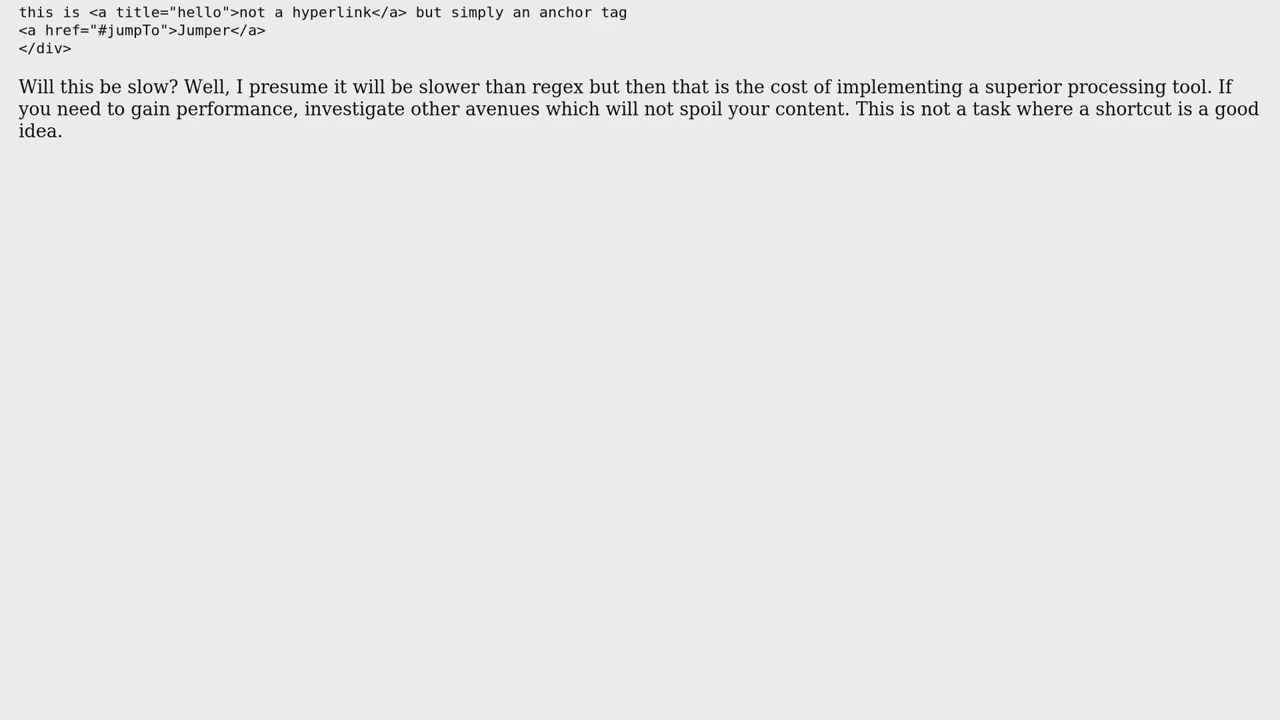 this is <a title="hello">not a hyperlink</a> but simply an anchor tag
<a href="#jumpTo">Jumper</a>
</div>
Will this be slow? Well, I presume it will be slower than regex but then that is the cost of implementing a superior processing tool. If
you need to gain performance, investigate other avenues which will not spoil your content. This is not a task where a shortcut is a good
idea.